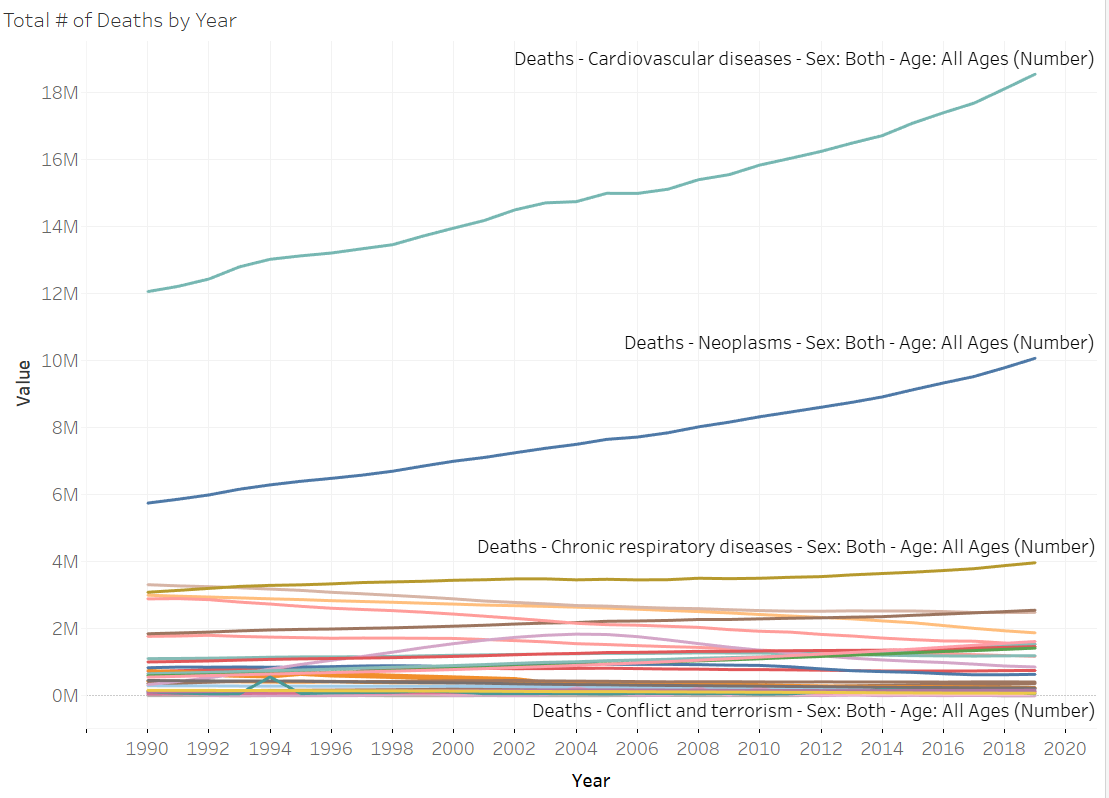 Total # of Deaths by Year
Deaths - Cardiovascular diseases - Sex: Both - Age: All Ages (Number)
18M
16M
14M
12M
Deaths - Neoplasms - Sex: Both - Age: All Ages (Number)
10M
Value
8M
6M
Deaths - Chronic respiratory diseases - Sex: Both - Age: All Ages (Number)
4M
2M
0M
Deaths - Conflict and terrorism - Sex: Both - Age: All Ages (Number)
1990 1992 1994 1996 1998 2000 2002 2004 2006 2008 2010 2012 2014 2016 2018 2020
Year